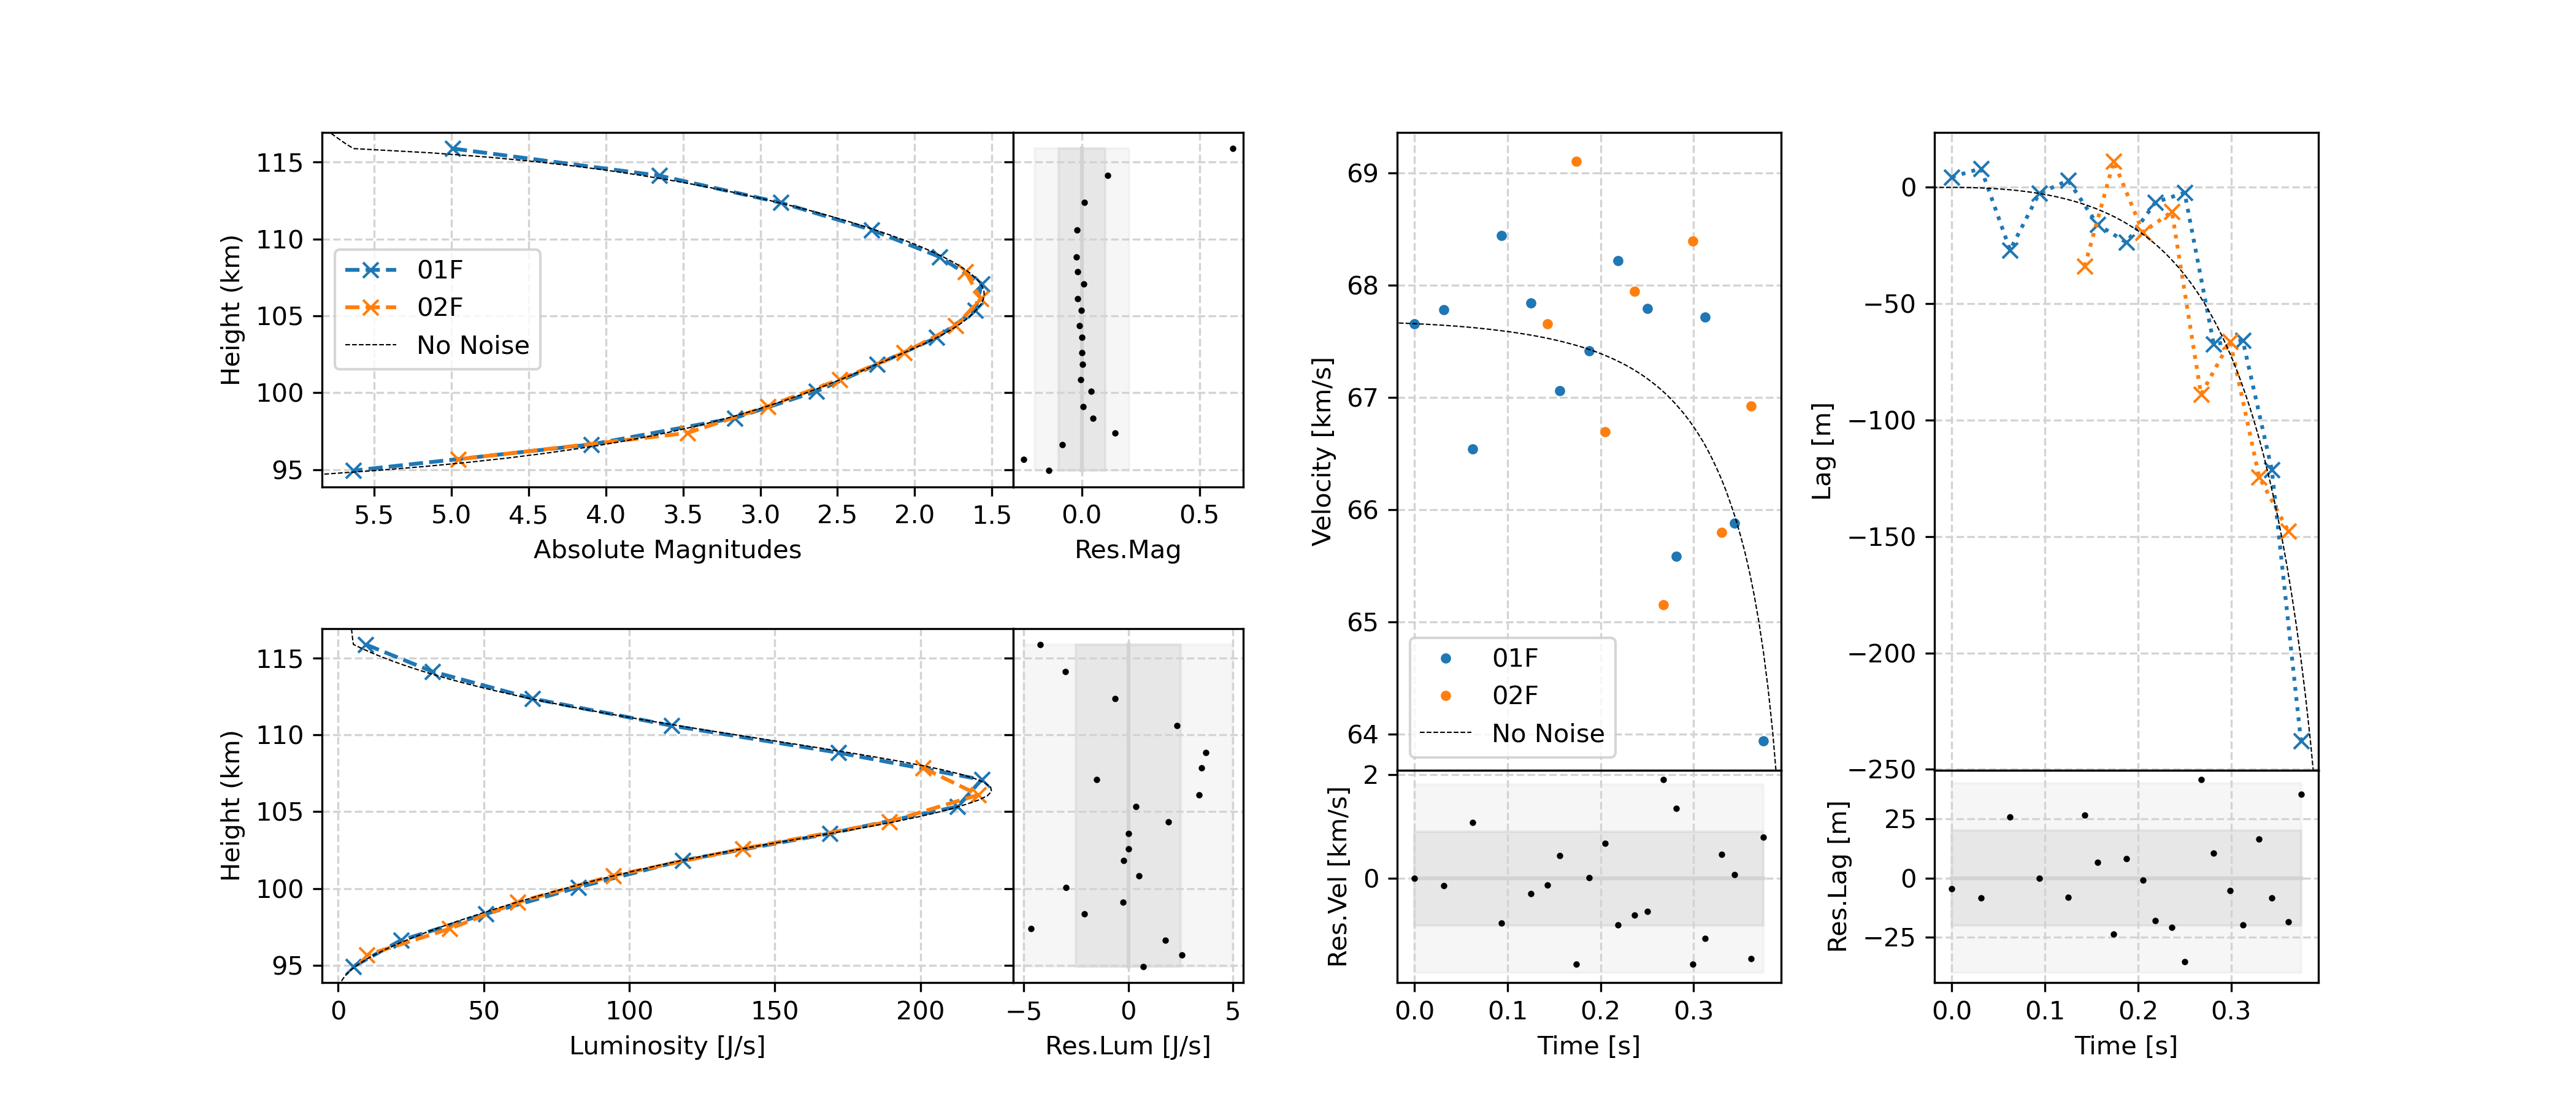 115
110
105
100
95
Height (km)
01F
02F
No Noise
5.5 5.0 4.5 4.0 3.5 3.0 2.5 2.0 1.5
Absolute Magnitudes
0.0 0.5
Res.Mag
115
110
105
100
95
Height (km)
0 50 100 150 200
Luminosity [J/s]
−5 0 5
Res.Lum [J/s]
69
68
67
66
65
64
Velocity [km/s]
01F
02F
No Noise
2
0
Res.Vel [km/s]
0.0 0.1 0.2 0.3
Time [s]
0
−50
−100
−150
−200
−250
Lag [m]
25
0
−25
Res.Lag [m]
0.0 0.1 0.2 0.3
Time [s]